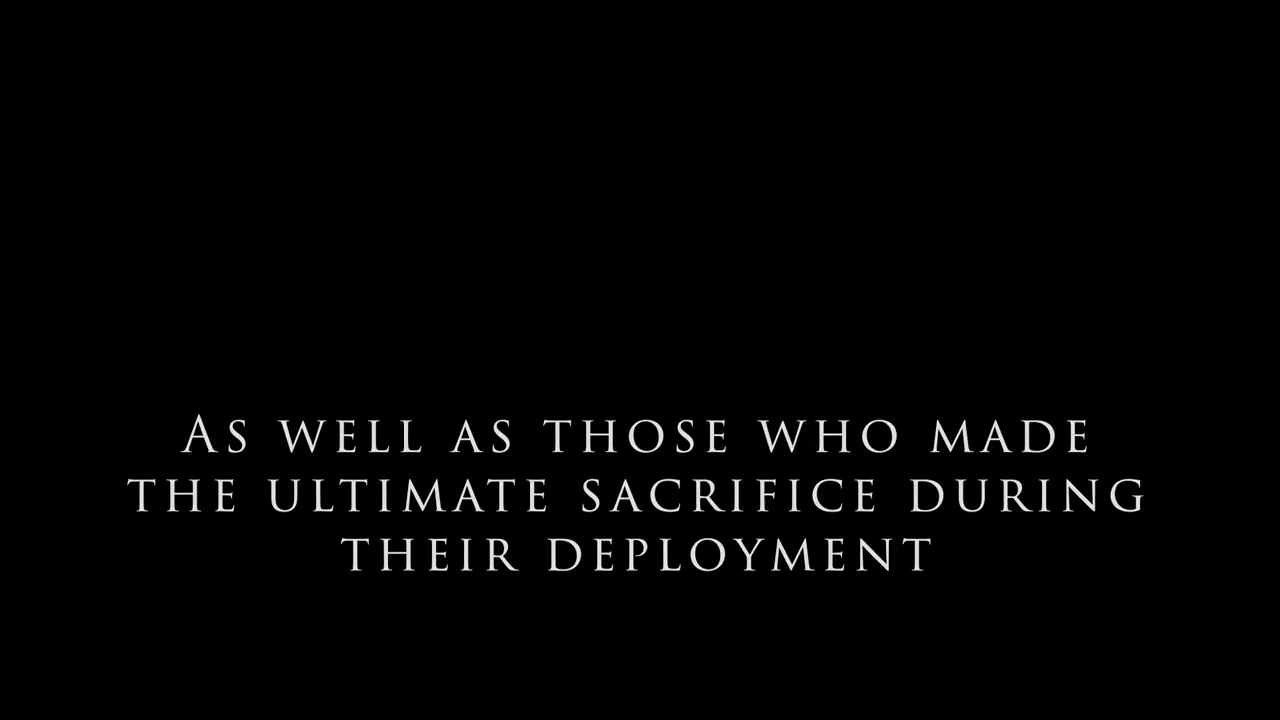 As well as those who made
the ultimate sacrifice during
their deployment